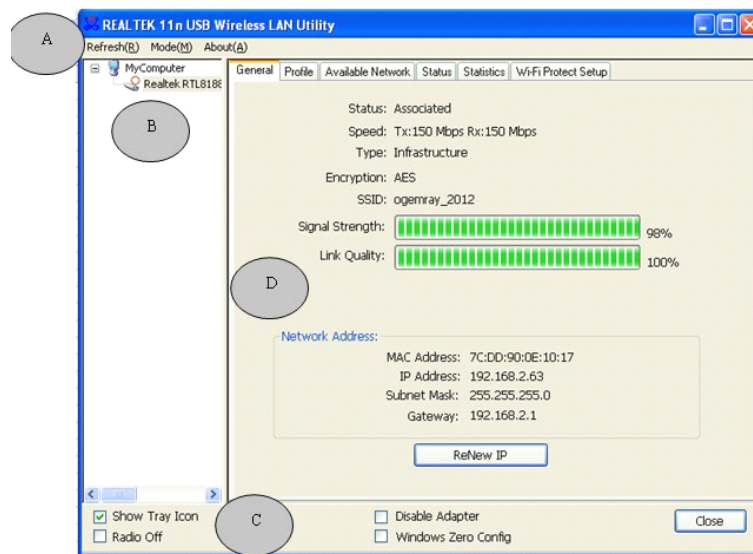 REALTEK 11n USB Wireless LAN Utility
A
Refresh(R) Mode(M) About(A)
MyComputer
Realtek RTL8188
B
General Profile Available Network Status Statistics Wi-Fi Protect Setup
Status: Associated
Speed: Tx:150 Mbps Rx:150 Mbps
Type: Infrastructure
Encryption: AES
SSID: ogemray_2012
Signal Strength: 98%
Link Quality: 100%
D
Network Address:
MAC Address: 7C:DD:90:0E:10:17
IP Address: 192.168.2.63
Subnet Mask: 255.255.255.0
Gateway: 192.168.2.1
ReNew IP
Show Tray Icon
Radio Off
C
Disable Adapter
Windows Zero Config
Close